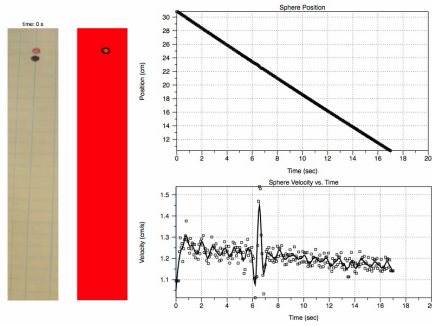 time: 0 s
Sphere Position
Position (cm)
30
28
26
24
22
20
18
16
14
12
0 2 4 6 8 10 12 14 16 18 20
Time (sec)
Sphere Velocity vs. Time
Velocity (cm/s)
1.5
1.4
1.3
1.2
1.1
0 2 4 6 8 10 12 14 16 18 20
Time (sec)